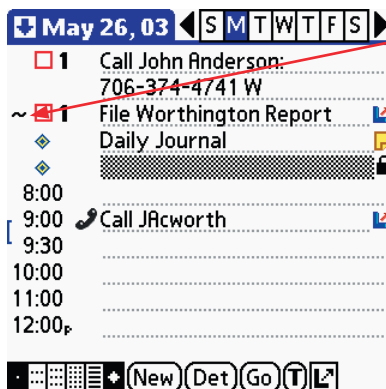 May 26, 03 S M T W T F S
1 Call John Anderson:
706-374-4741 W
~ 1 File Worthington Report
Daily Journal
8:00
9:00 Call JAcworth
9:30
10:00
11:00
12:00p
New Det Go T